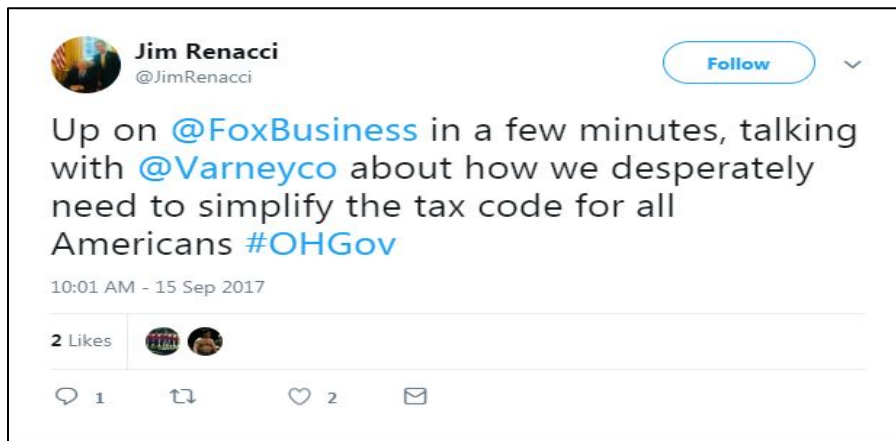 Jim Renacci
@JimRenacci
Follow
Up on @FoxBusiness in a few minutes, talking
with @Varneyco about how we desperately
need to simplify the tax code for all
Americans #OHGov
10:01 AM - 15 Sep 2017
2 Likes
1 2